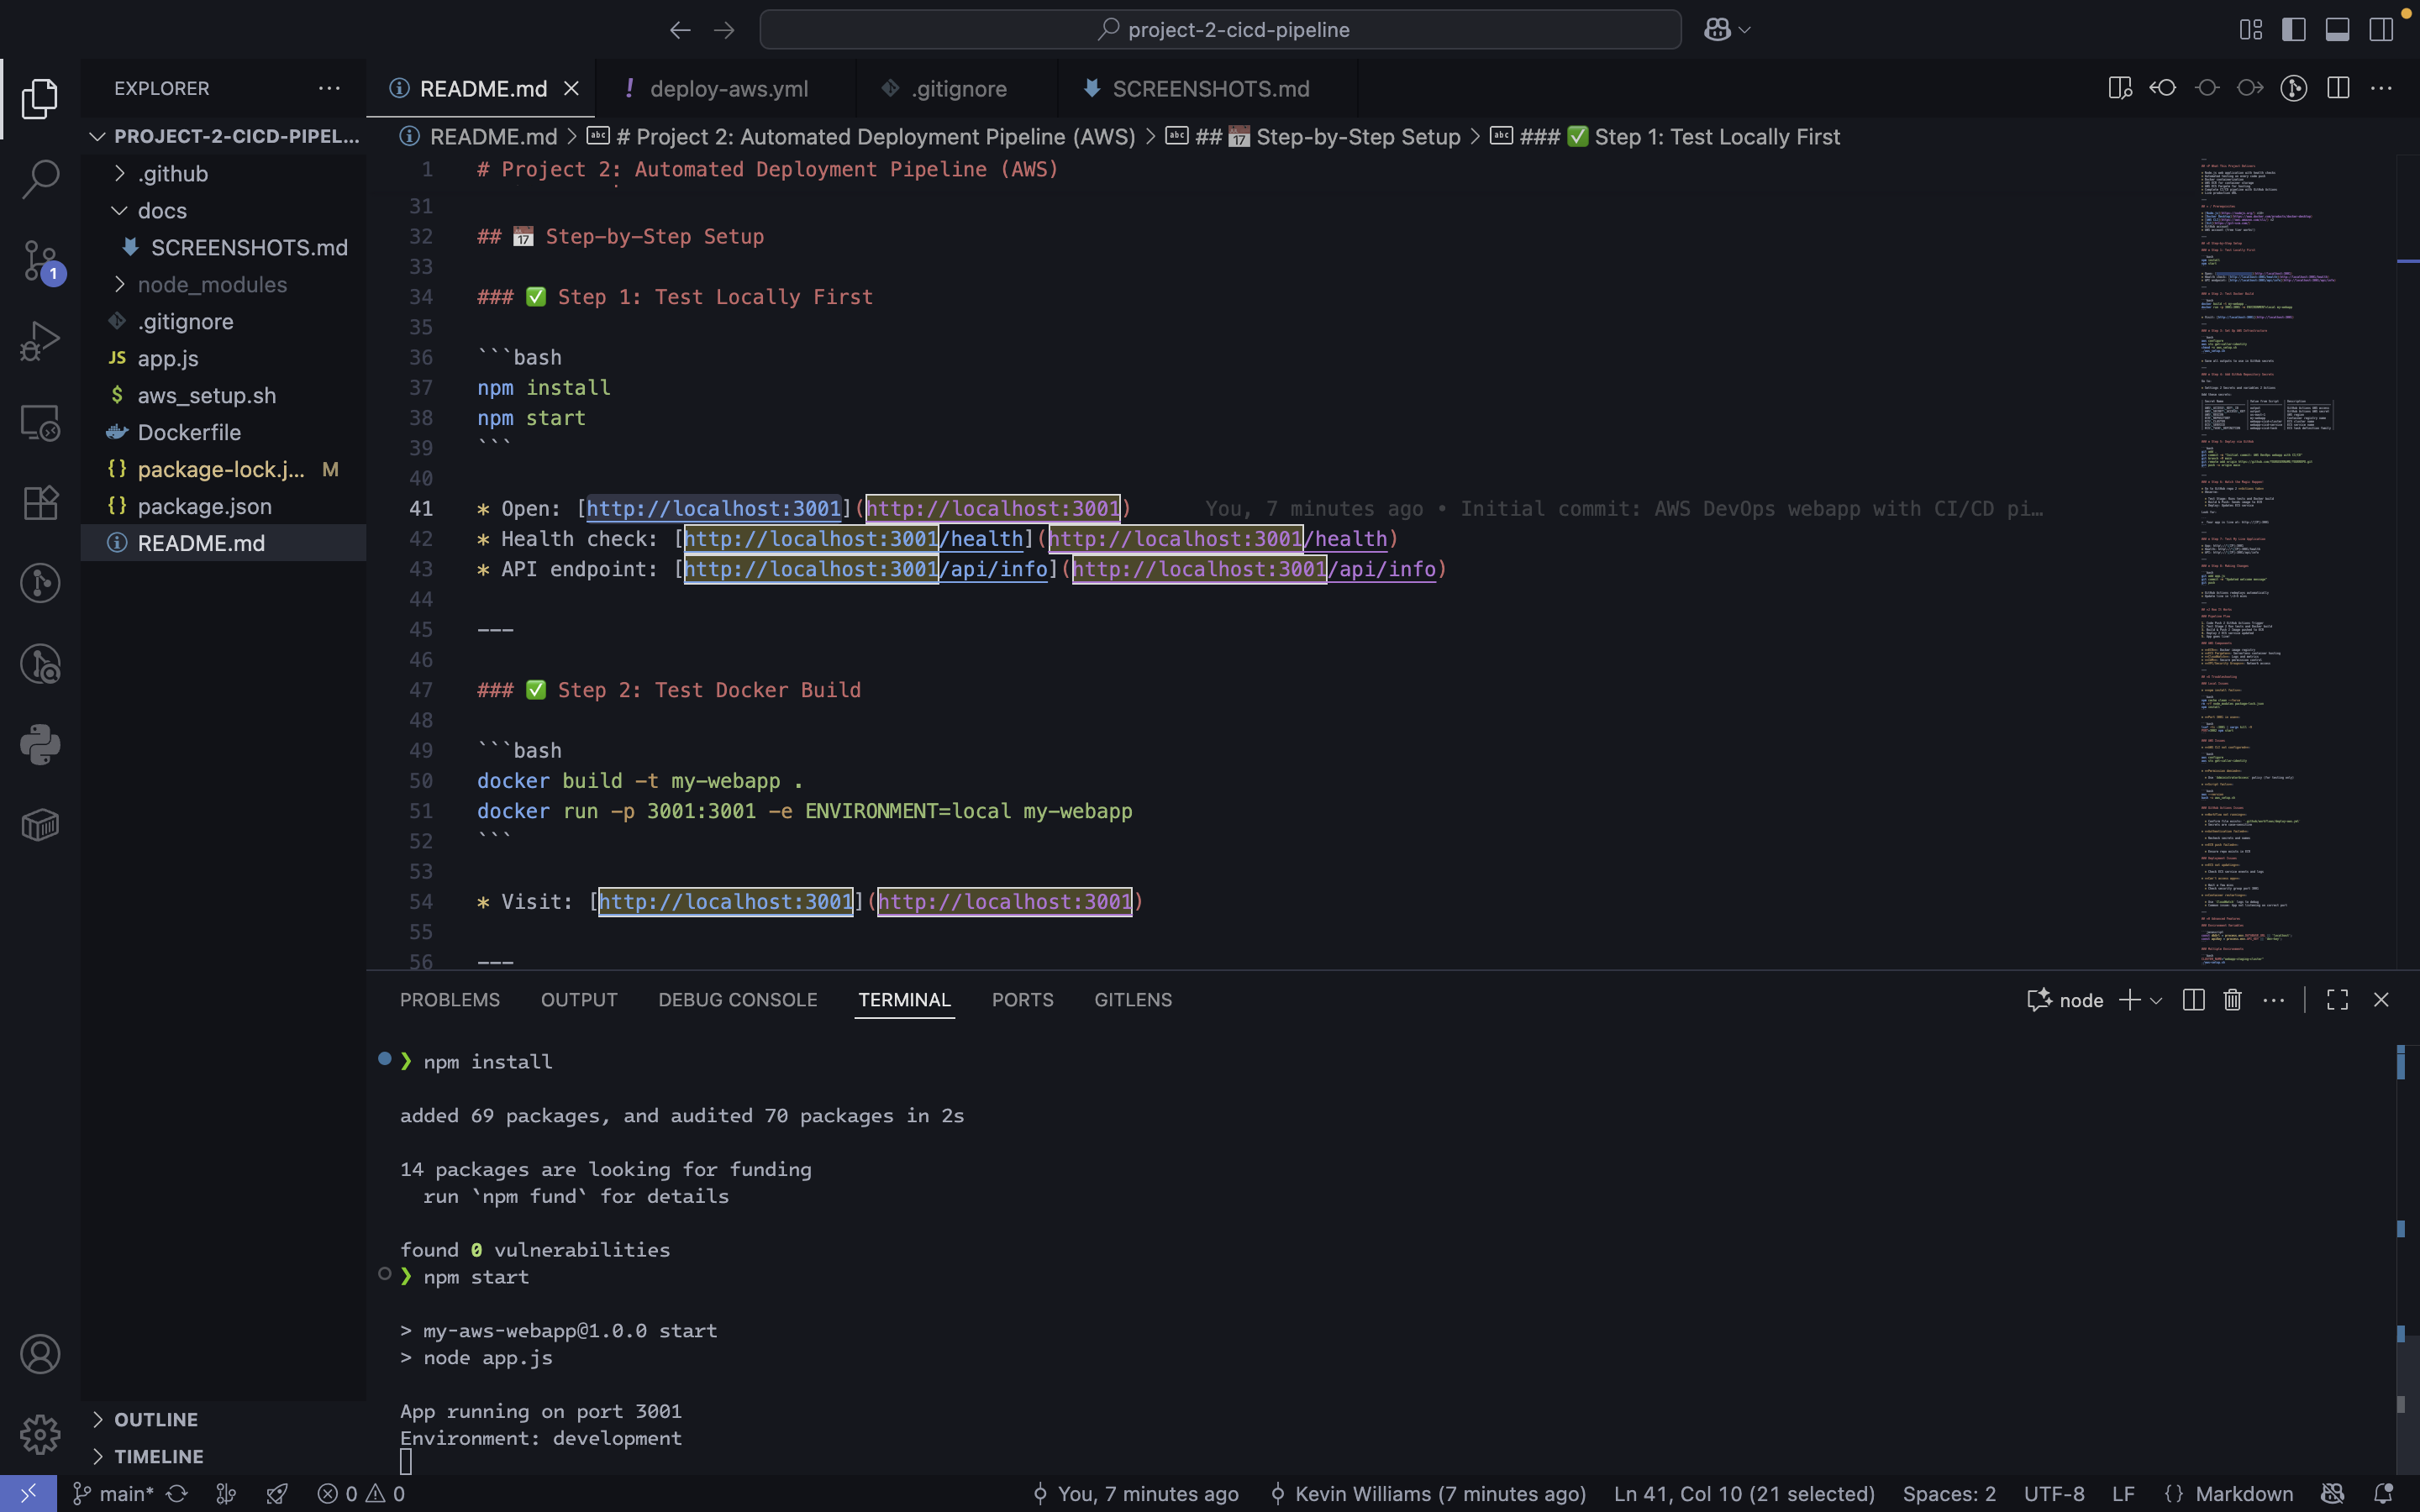 project-2-cicd-pipeline
EXPLORER
README.md
deploy-aws.yml
.gitignore
SCREENSHOTS.md
PROJECT-2-CICD-PIPEL...
.github
docs
SCREENSHOTS.md
node_modules
.gitignore
JS app.js
$ aws_setup.sh
Dockerfile
{} package-lock.j... M
{} package.json
README.md
1
OUTLINE
TIMELINE
README.md > # Project 2: Automated Deployment Pipeline (AWS) > ## 📅 Step-by-Step Setup > ### ✅ Step 1: Test Locally First
1 # Project 2: Automated Deployment Pipeline (AWS)
31
32 ## 📅 Step-by-Step Setup
33
34 ### ✅ Step 1: Test Locally First
35
36 ```bash
37 npm install
38 npm start
39 ```
40
41 * Open: [http://localhost:3001](http://localhost:3001) You, 7 minutes ago • Initial commit: AWS DevOps webapp with CI/CD pi…
42 * Health check: [http://localhost:3001/health](http://localhost:3001/health)
43 * API endpoint: [http://localhost:3001/api/info](http://localhost:3001/api/info)
44
45 ---
46
47 ### ✅ Step 2: Test Docker Build
48
49 ```bash
50 docker build -t my-webapp .
51 docker run -p 3001:3001 -e ENVIRONMENT=local my-webapp
52 ```
53
54 * Visit: [http://localhost:3001](http://localhost:3001)
55
56 ---
PROBLEMS OUTPUT DEBUG CONSOLE TERMINAL PORTS GITLENS
node
❯ npm install
added 69 packages, and audited 70 packages in 2s
14 packages are looking for funding
run `npm fund` for details
found 0 vulnerabilities
❯ npm start
> my-aws-webapp@1.0.0 start
> node app.js
App running on port 3001
Environment: development
main* 0 0 You, 7 minutes ago Kevin Williams (7 minutes ago) Ln 41, Col 10 (21 selected) Spaces: 2 UTF-8 LF {} Markdown